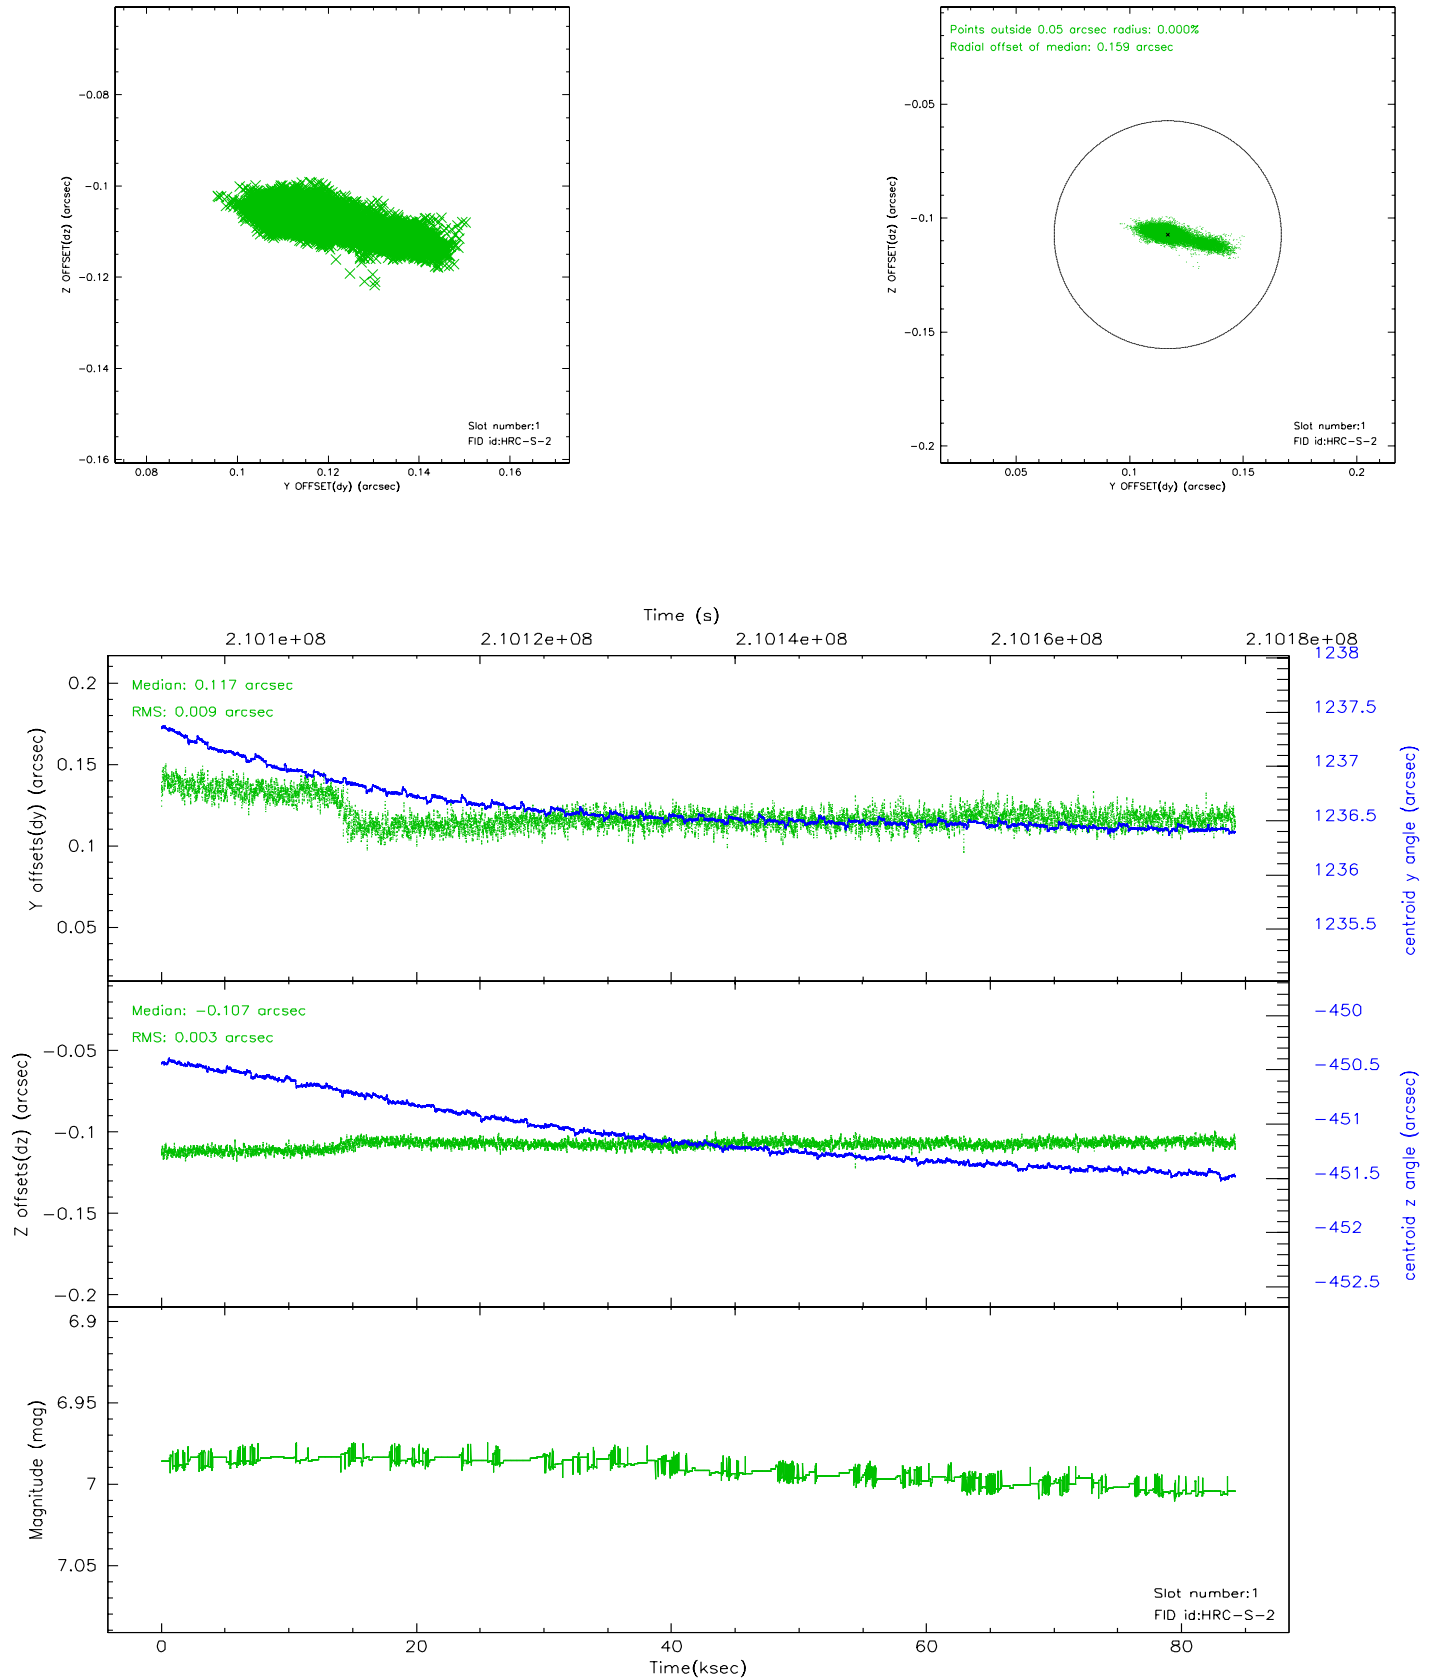 −0.08
−0.1
−0.12
−0.14
−0.16
Z OFFSET(dz) (arcsec)
Slot number:1
FID id:HRC−S−2
0.08
0.1
0.12
0.14
0.16
Y OFFSET(dy) (arcsec)
Points outside 0.05 arcsec radius: 0.000%
Radial offset of median: 0.159 arcsec
−0.05
−0.1
−0.15
−0.2
Z OFFSET(dz) (arcsec)
Slot number:1
FID id:HRC−S−2
0.05
0.1
0.15
0.2
Y OFFSET(dy) (arcsec)
Time (s)
2.101e+08
2.1012e+08
2.1014e+08
2.1016e+08
2.1018e+08
Median: 0.117 arcsec
RMS: 0.009 arcsec
0.2
0.15
0.1
0.05
Y offsets(dy) (arcsec)
1238
1237.5
1237
1236.5
1236
1235.5
centroid y angle (arcsec)
Median: −0.107 arcsec
RMS: 0.003 arcsec
−0.05
−0.1
−0.15
−0.2
Z offsets(dz) (arcsec)
−450
−450.5
−451
−451.5
−452
−452.5
centroid z angle (arcsec)
6.9
6.95
7
7.05
Magnitude (mag)
Slot number:1
FID id:HRC−S−2
0
20
40
60
80
Time(ksec)